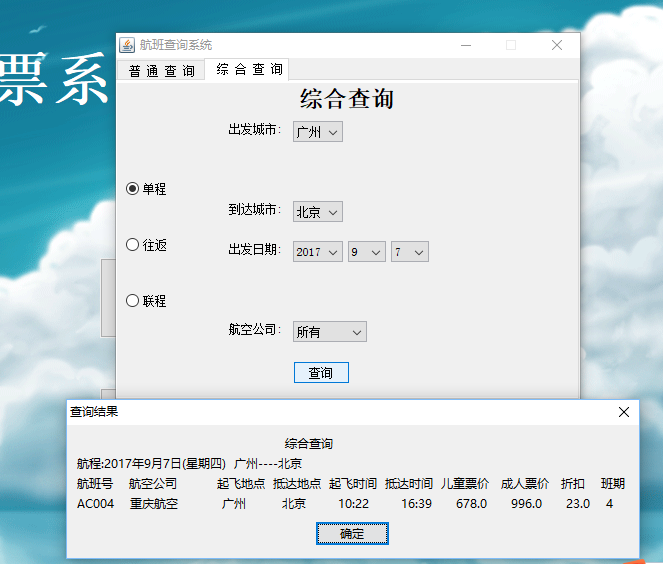 航班查询系统
票系
普 通 查 询 综 合 查 询
综合查询
出发城市： 广州
单程
到达城市： 北京
往返
出发日期： 2017 9 7
联程
航空公司： 所有
查询
查询结果
综合查询
航程:2017年9月7日(星期四) 广州----北京
航班号 航空公司 起飞地点 抵达地点 起飞时间 抵达时间 儿童票价 成人票价 折扣 班期
AC004 重庆航空 广州 北京 10:22 16:39 678.0 996.0 23.0 4
确定